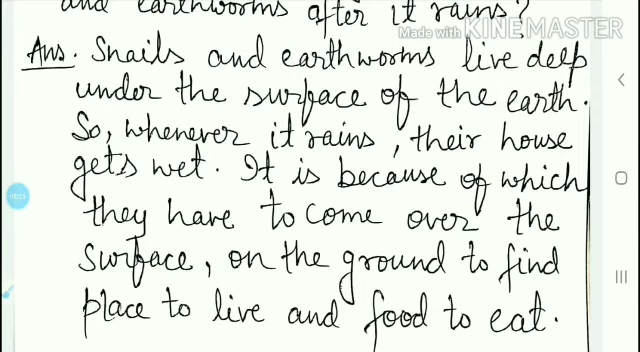 and earthworms after it rains?
Made with KINEMASTER
Ans. Snails and earthworms live deep
under the surface of the earth.
So, whenever it rains, their house
gets wet. It is because of which
they have to come over the
surface, on the ground to find
place to live and food to eat.